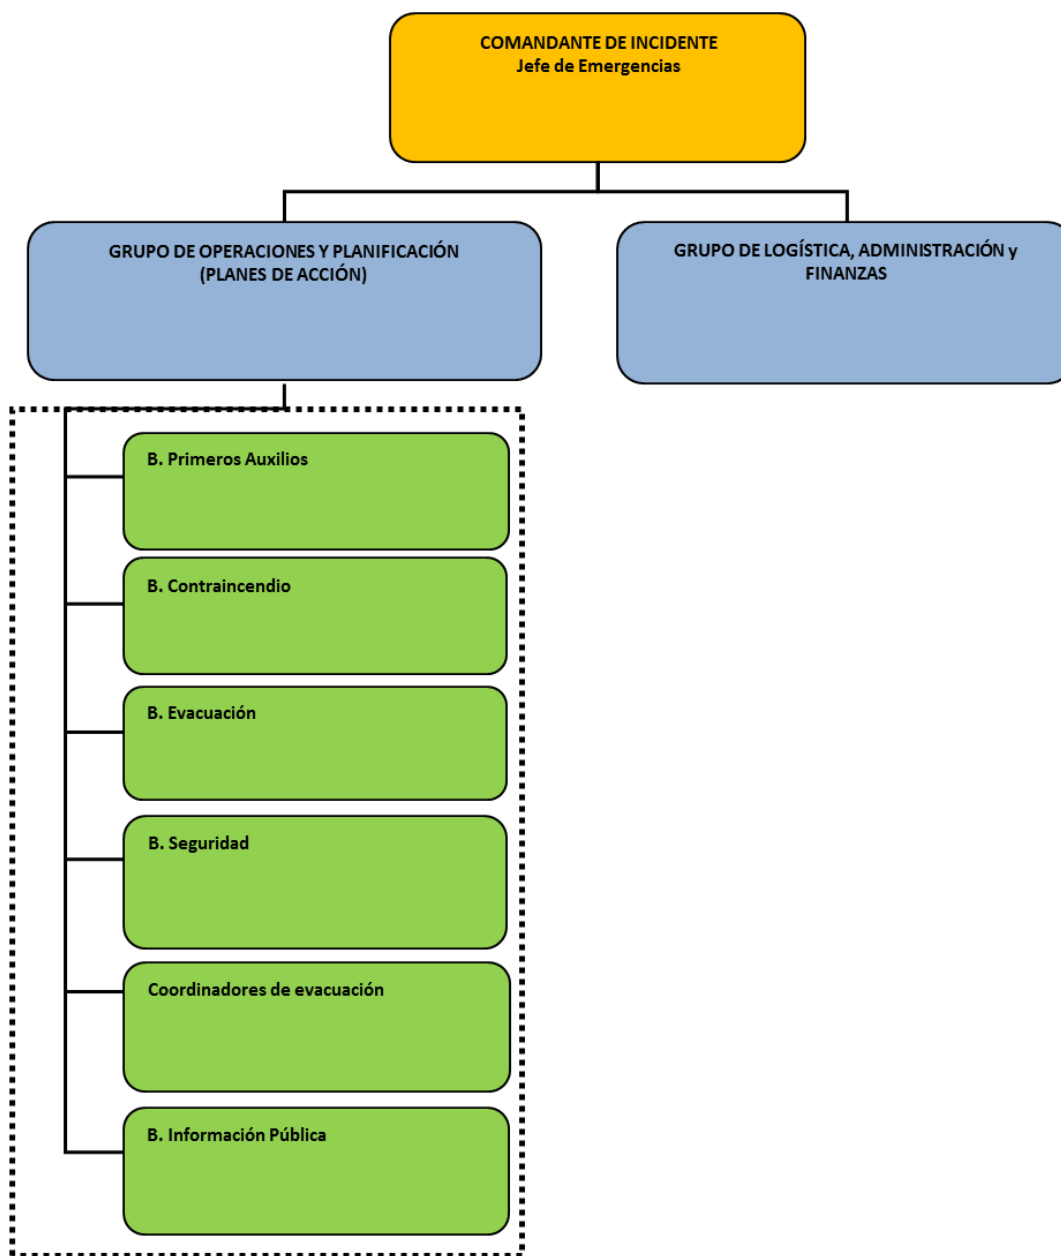 COMANDANTE DE INCIDENTE
Jefe de Emergencias
GRUPO DE OPERACIONES Y PLANIFICACIÓN
(PLANES DE ACCIÓN)
GRUPO DE LOGÍSTICA, ADMINISTRACIÓN y
FINANZAS
B. Primeros Auxilios
B. Contraincendio
B. Evacuación
B. Seguridad
Coordinadores de evacuación
B. Información Pública